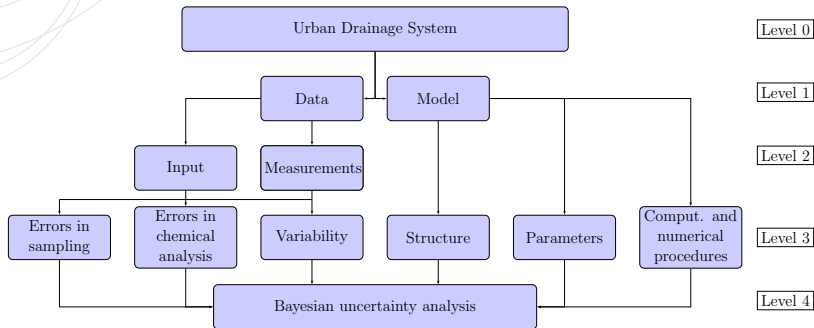 Urban Drainage System
Level 0
Data
Model
Level 1
Input
Measurements
Level 2
Errors in
sampling
Errors in
chemical
analysis
Variability
Structure
Parameters
Comput. and
numerical
procedures
Level 3
Bayesian uncertainty analysis
Level 4